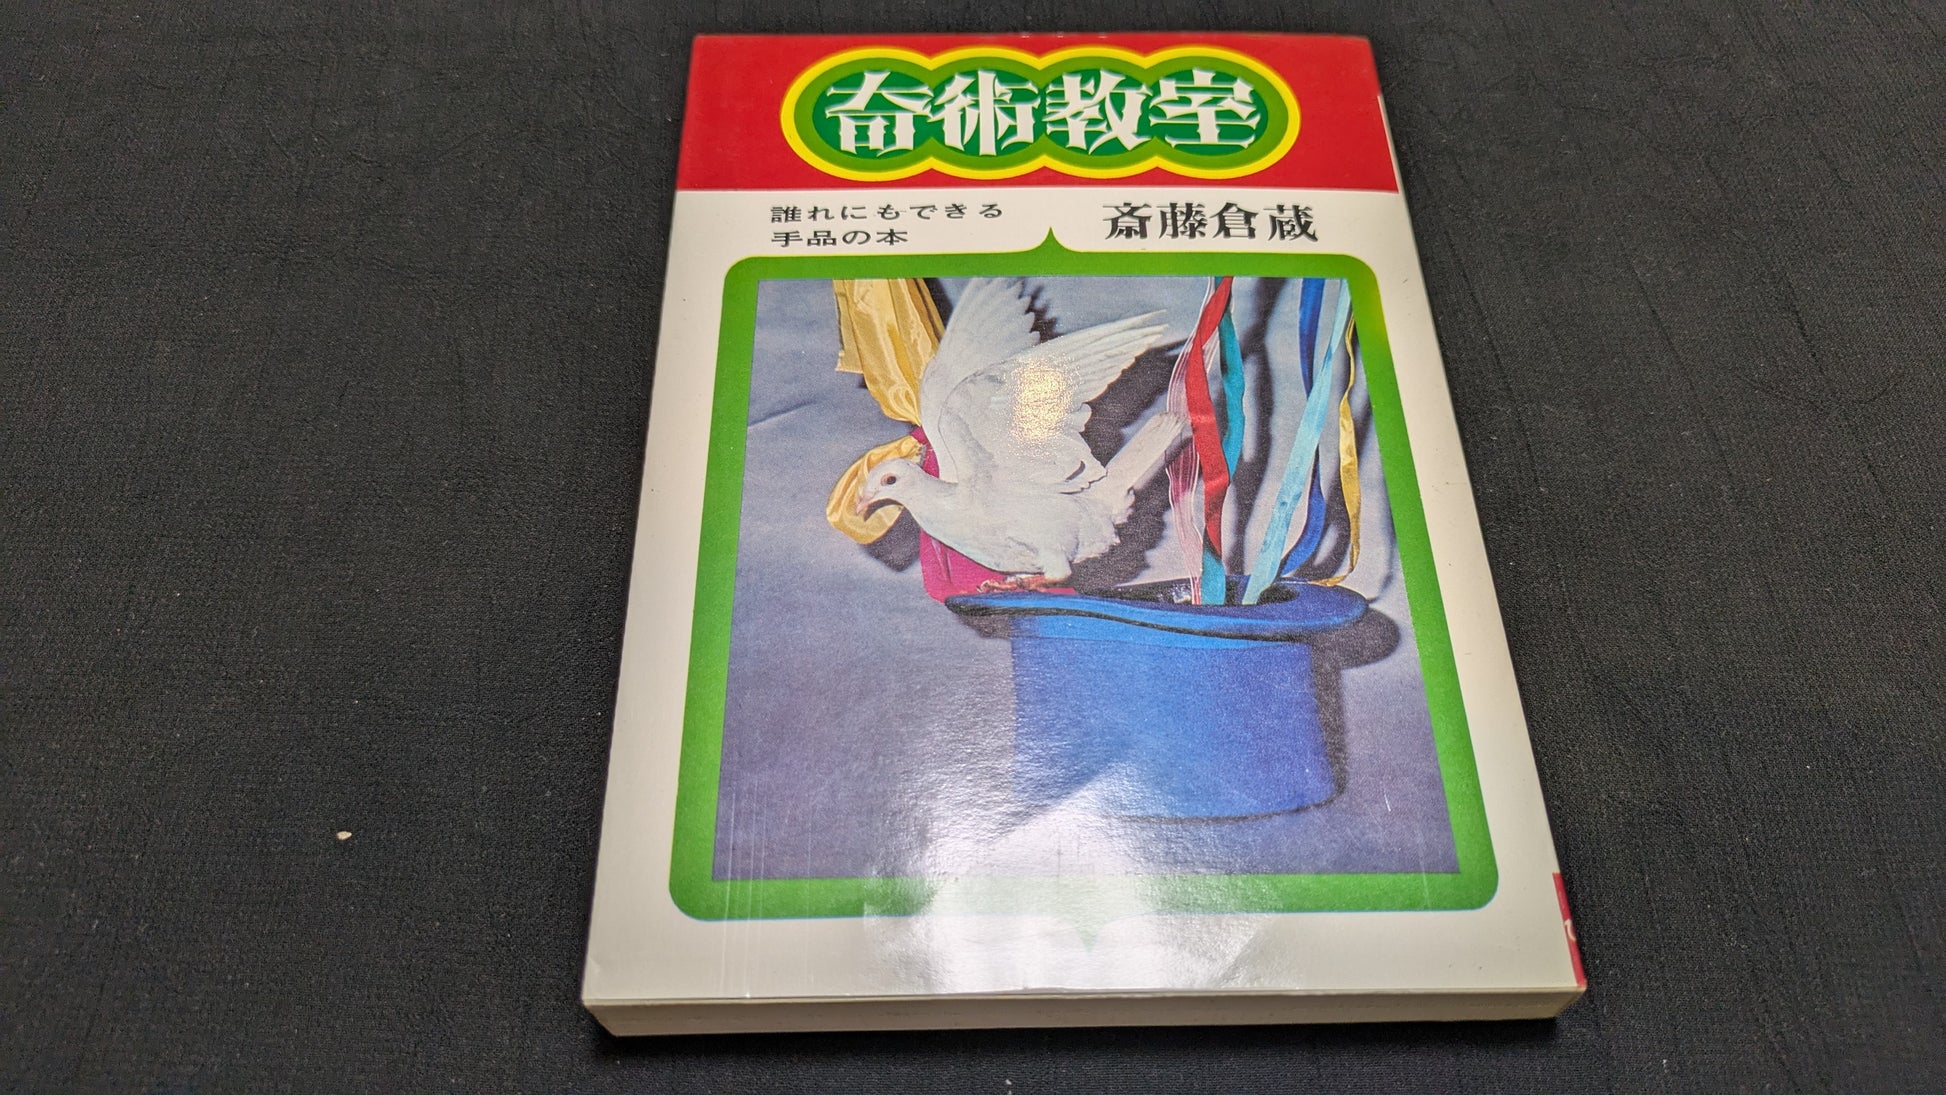 奇術教室
誰れにもできる
手品の本
斎藤倉蔵